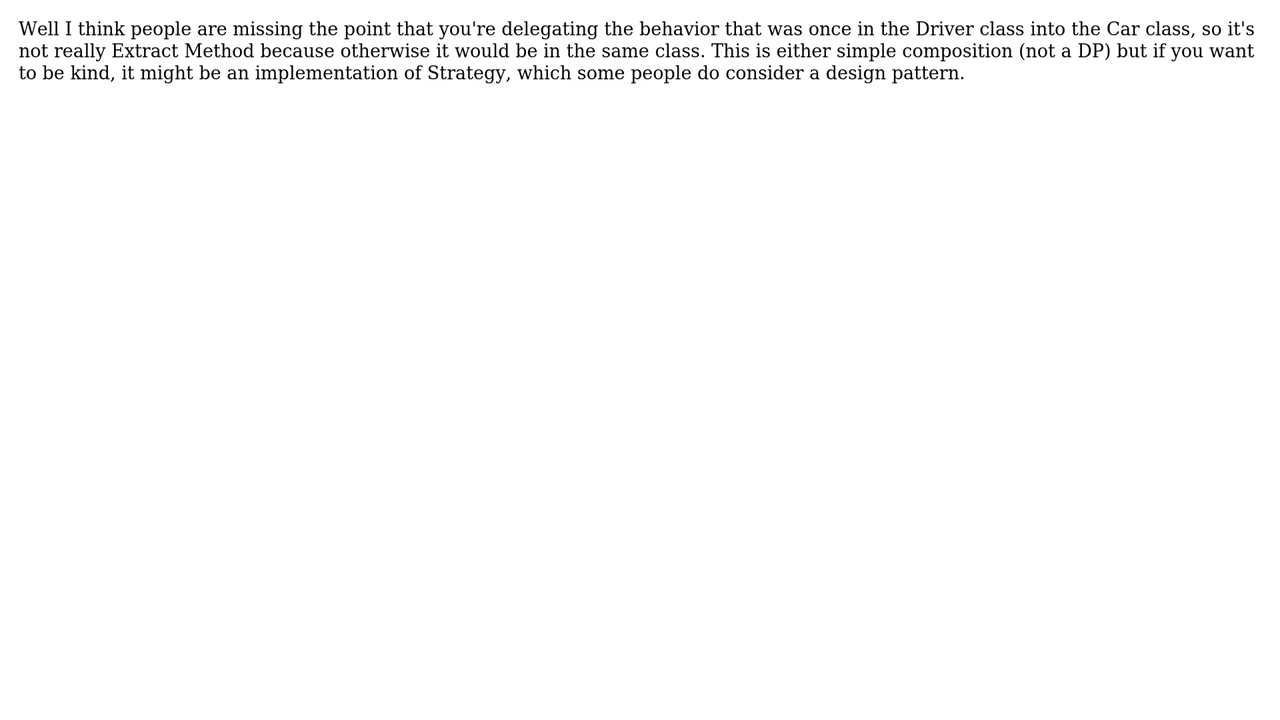 Well I think people are missing the point that you're delegating the behavior that was once in the Driver class into the Car class, so it's
not really Extract Method because otherwise it would be in the same class. This is either simple composition (not a DP) but if you want
to be kind, it might be an implementation of Strategy, which some people do consider a design pattern.